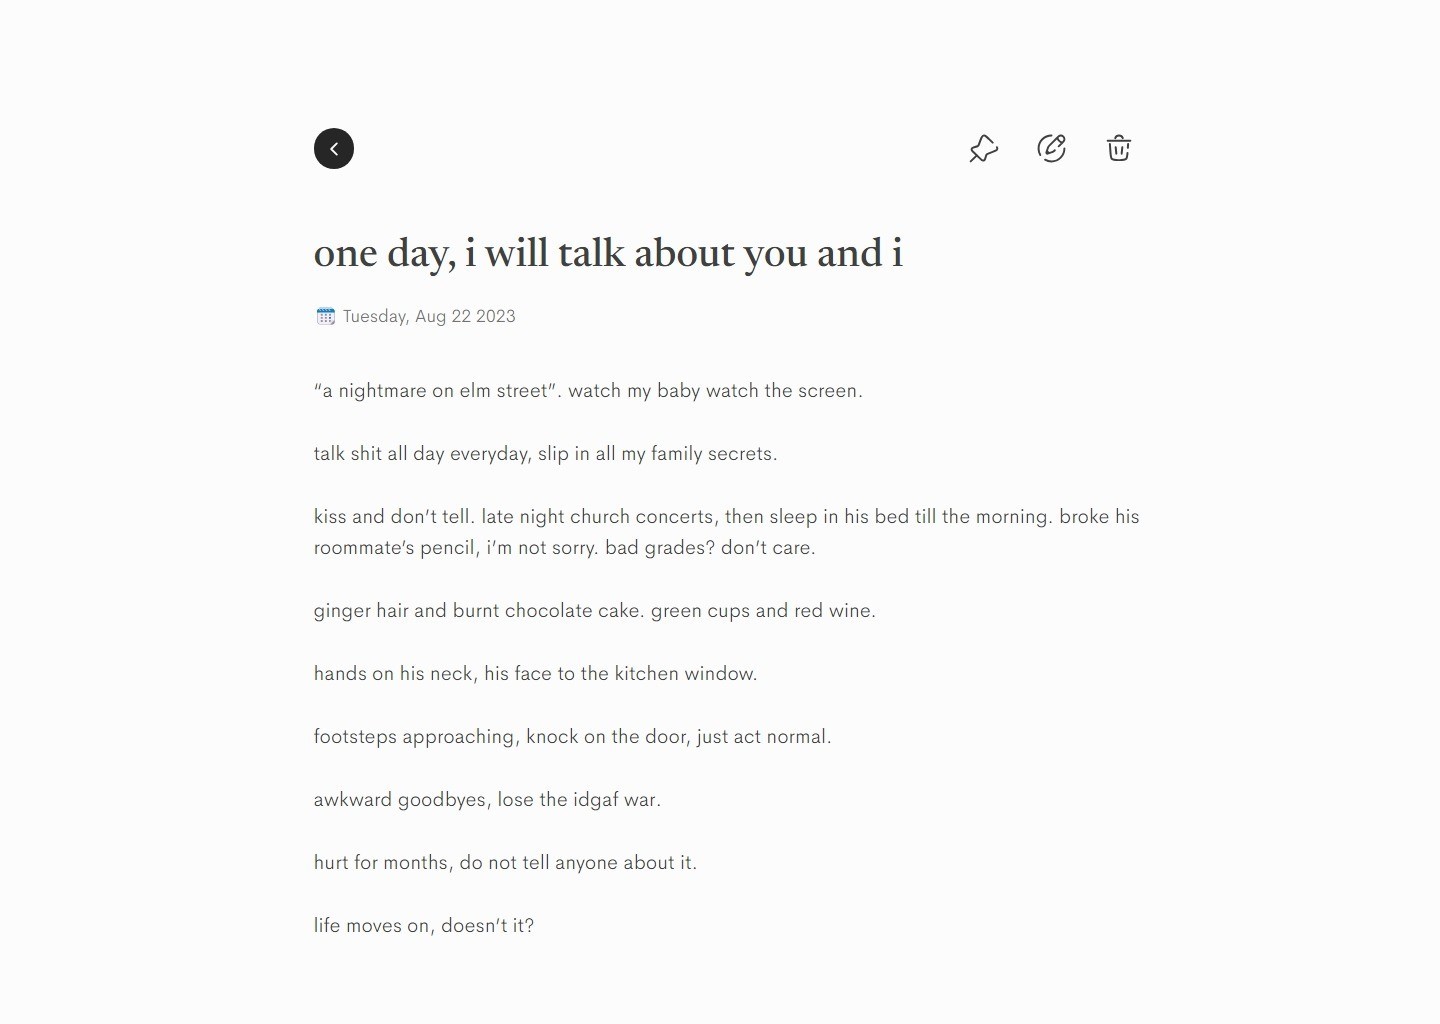 one day, i will talk about you and i
Tuesday, Aug 22 2023
“a nightmare on elm street”. watch my baby watch the screen.
talk shit all day everyday, slip in all my family secrets.
kiss and don’t tell. late night church concerts, then sleep in his bed till the morning. broke his
roommate’s pencil, i’m not sorry. bad grades? don’t care.
ginger hair and burnt chocolate cake. green cups and red wine.
hands on his neck, his face to the kitchen window.
footsteps approaching, knock on the door, just act normal.
awkward goodbyes, lose the idgaf war.
hurt for months, do not tell anyone about it.
life moves on, doesn’t it?